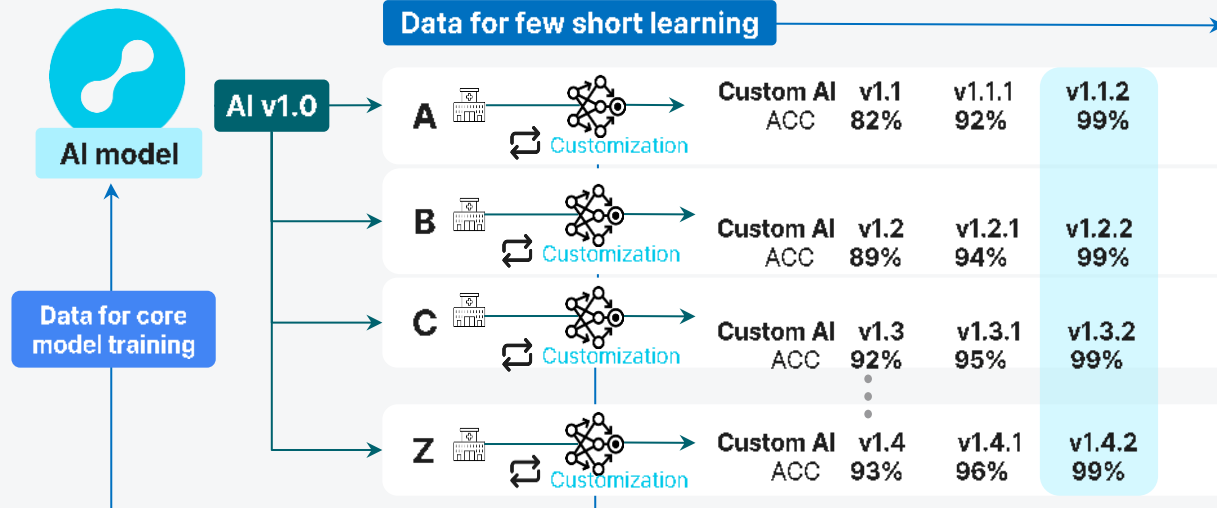 Data for few short learning
AI v1.0
AI model
Data for core
model training
A
Customization
Custom AI v1.1 v1.1.1 v1.1.2
ACC 82% 92% 99%
B
Customization
Custom AI v1.2 v1.2.1 v1.2.2
ACC 89% 94% 99%
C
Customization
Custom AI v1.3 v1.3.1 v1.3.2
ACC 92% 95% 99%
Z
Customization
Custom AI v1.4 v1.4.1 v1.4.2
ACC 93% 96% 99%